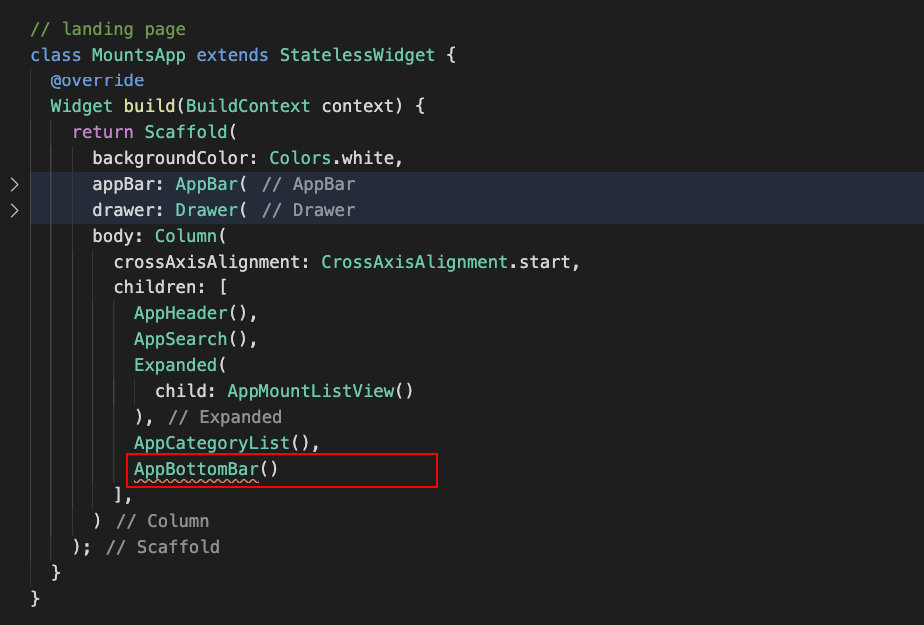 // landing page
class MountsApp extends StatelessWidget {
@override
Widget build(BuildContext context) {
return Scaffold(
backgroundColor: Colors.white,
appBar: AppBar( // AppBar
drawer: Drawer( // Drawer
body: Column(
crossAxisAlignment: CrossAxisAlignment.start,
children: [
AppHeader(),
AppSearch(),
Expanded(
child: AppMountListView()
), // Expanded
AppCategoryList(),
AppBottomBar()
],
) // Column
); // Scaffold
}
}